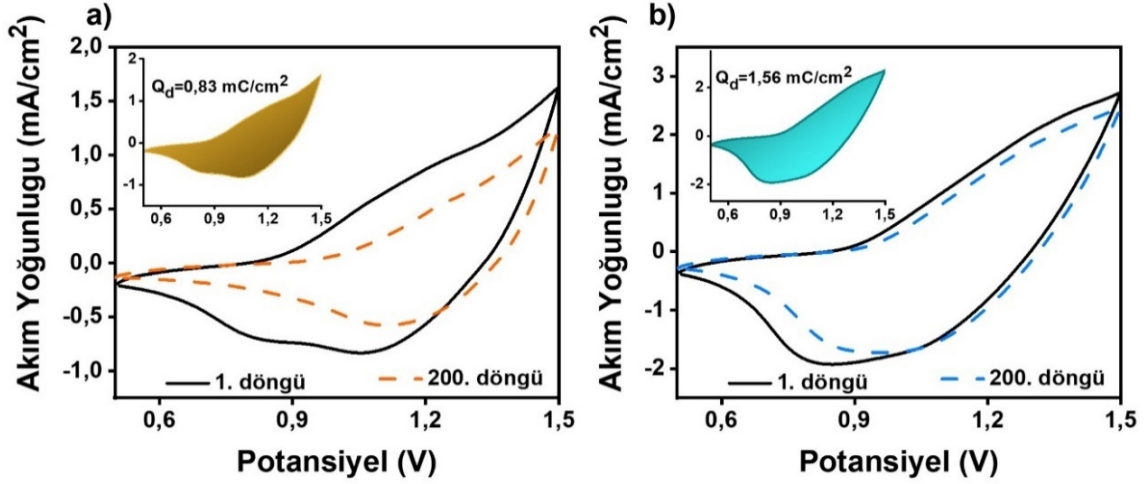 a)
Akım Yoğunlugu (mA/cm²)
2,0
1,5
1,0
0,5
0,0
-0,5
-1,0
2
1
0
-1
Q_d=0,83 mC/cm²
0,6 0,9 1,2 1,5
1. döngü 200. döngü
0,6 0,9 1,2 1,5
Potansiyel (V)
b)
Akım Yoğunlugu (mA/cm²)
3
2
1
0
-1
-2
2
0
-2
Q_d=1,56 mC/cm²
0,6 0,9 1,2 1,5
1. döngü 200. döngü
0,6 0,9 1,2 1,5
Potansiyel (V)